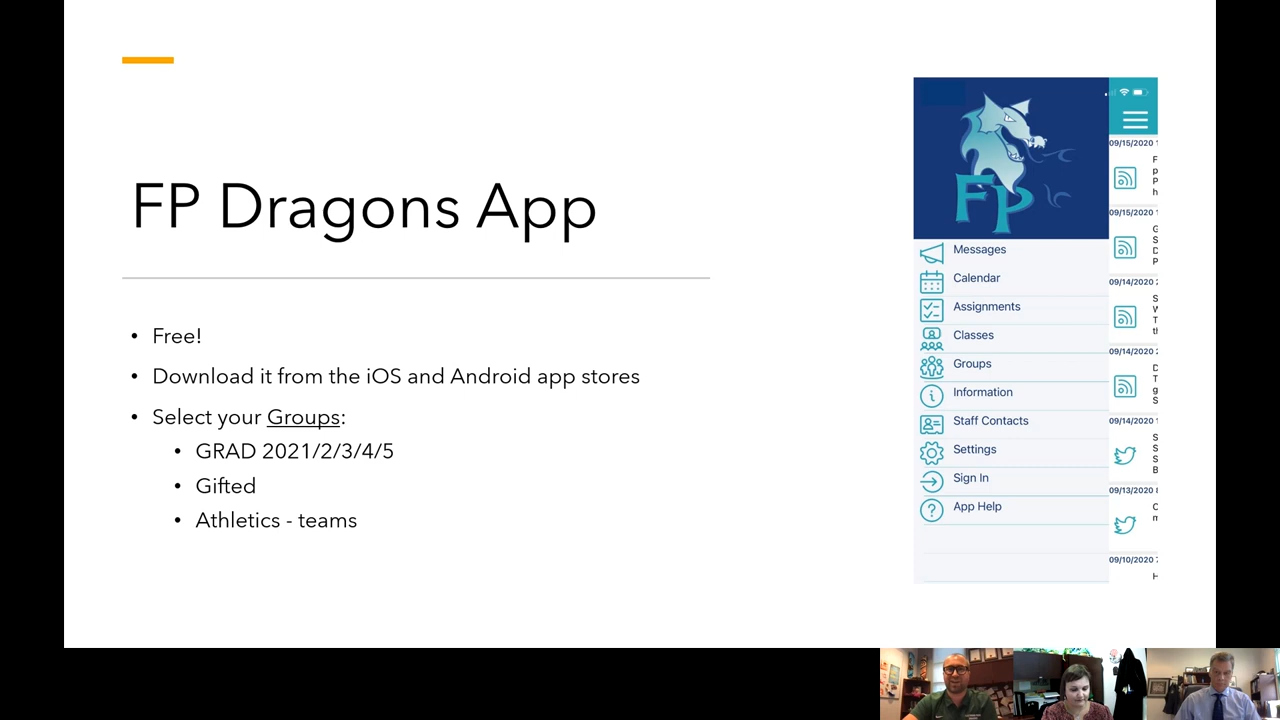 FP Dragons App
• Free!
• Download it from the iOS and Android app stores
• Select your Groups:
• GRAD 2021/2/3/4/5
• Gifted
• Athletics - teams
FP
Messages
Calendar
Assignments
Classes
Groups
Information
Staff Contacts
Settings
Sign In
App Help
09/15/2020
F
p
P
h
09/15/2020
G
S
D
P
09/14/2020
S
W
T
th
09/14/2020
D
T
g
S
09/14/2020
S
S
S
B
09/13/2020
C
m
09/10/2020
H